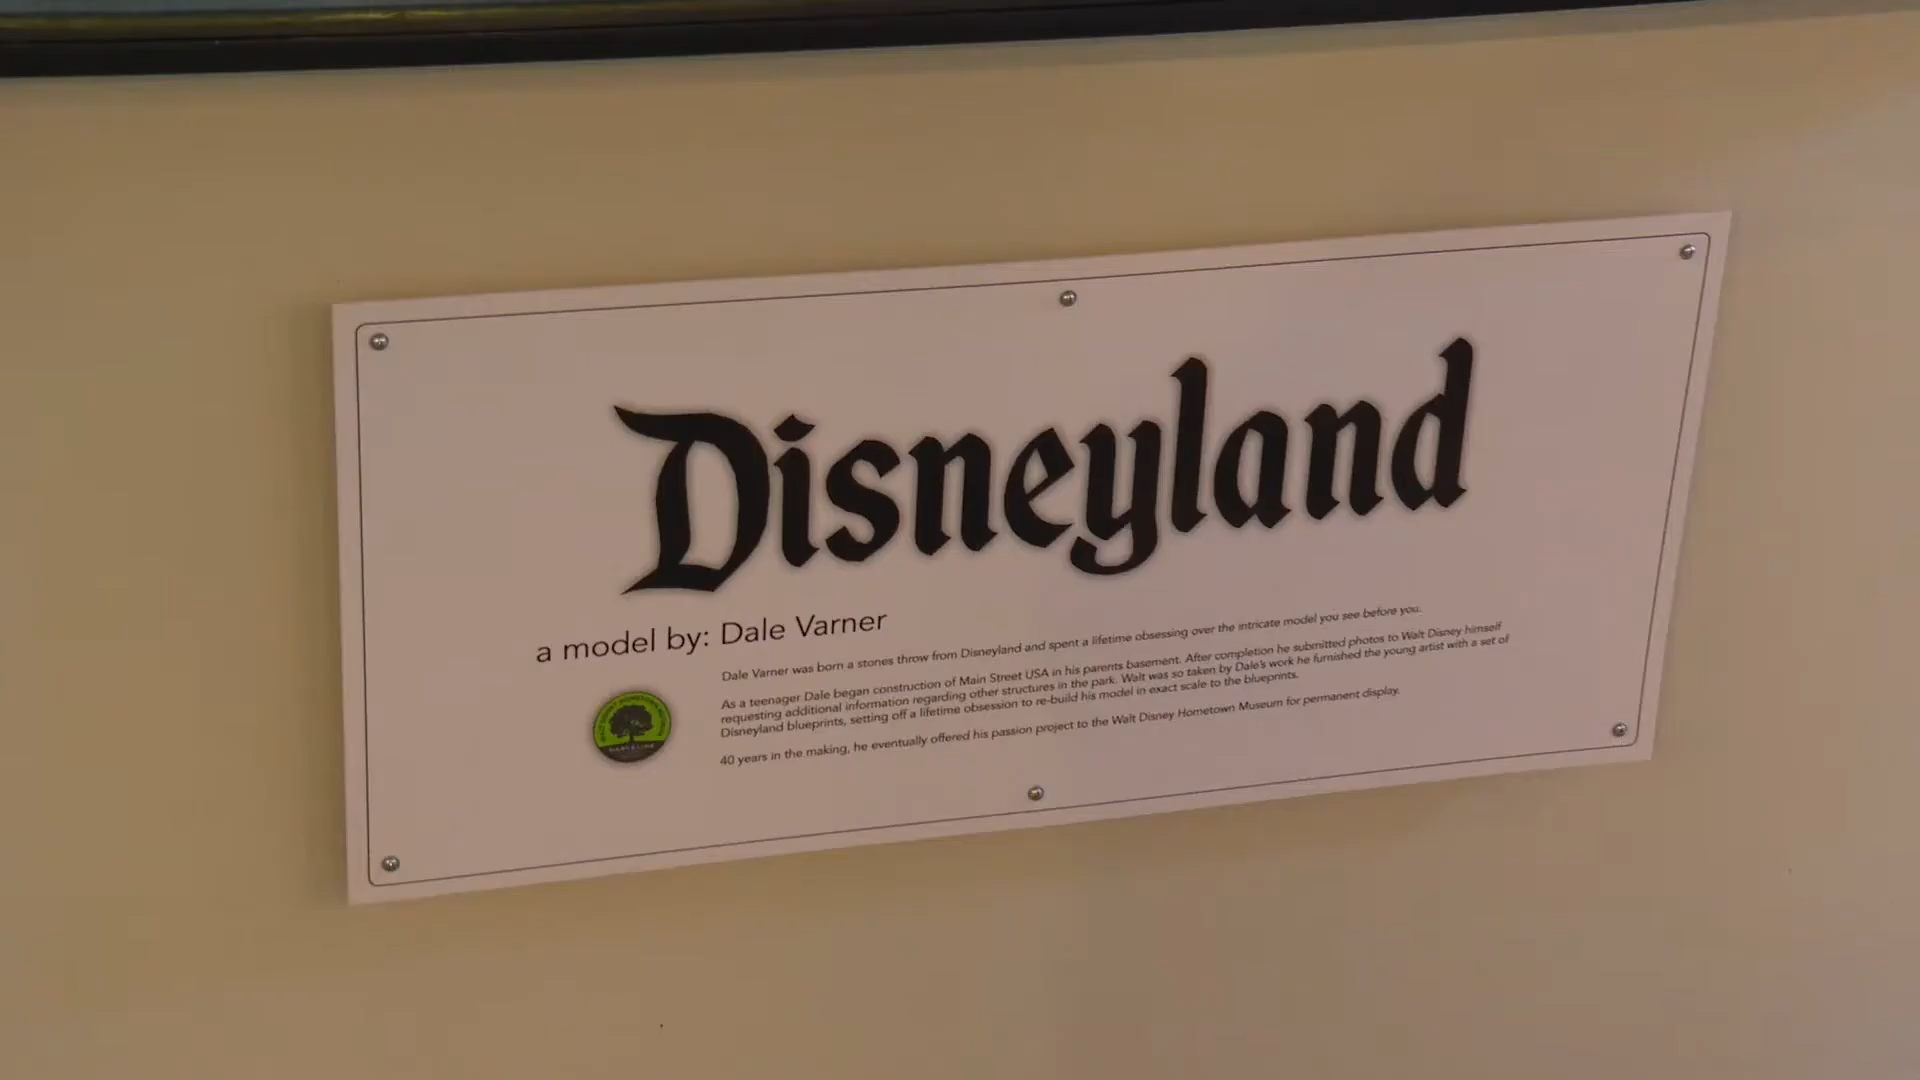 Disneyland
a model by: Dale Varner
Dale Varner was born a stones throw from Disneyland and spent a lifetime obsessing over the intricate model you see before you.
As a teenager Dale began construction of Main Street USA in his parents basement. After completion he submitted photos to Walt Disney himself
requesting additional information regarding other structures in the park. Walt was so taken by Dale's work he furnished the young artist with a set of
Disneyland blueprints, setting off a lifetime obsession to re-build his model in exact scale to the blueprints.
40 years in the making, he eventually offered his passion project to the Walt Disney Hometown Museum for permanent display.